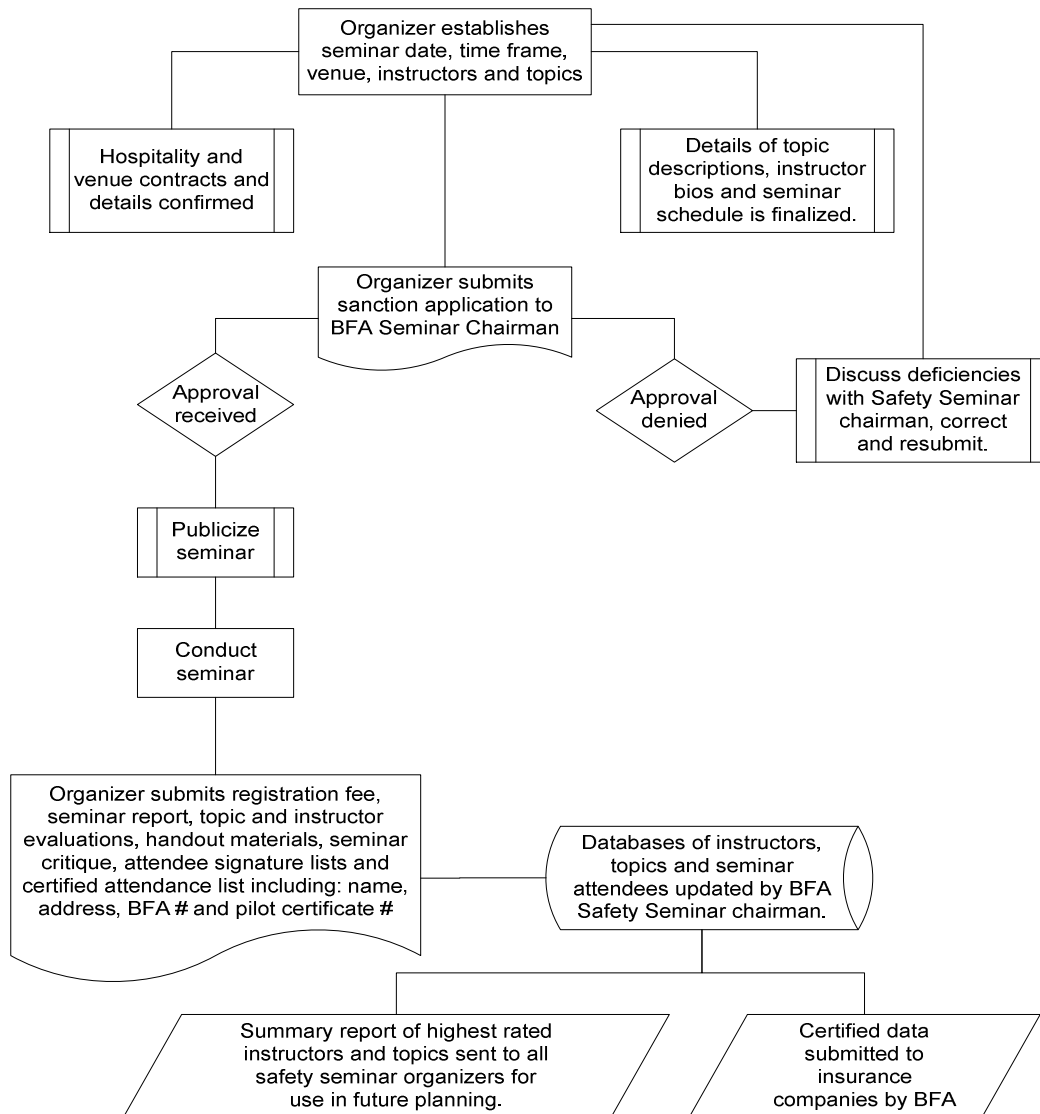 Organizer establishes
seminar date, time frame,
venue, instructors and topics
Hospitality and
venue contracts and
details confirmed
Details of topic
descriptions, instructor
bios and seminar
schedule is finalized.
Organizer submits
sanction application to
BFA Seminar Chairman
Approval
received
Approval
denied
Discuss deficiencies
with Safety Seminar
chairman, correct
and resubmit.
Publicize
seminar
Conduct
seminar
Organizer submits registration fee,
seminar report, topic and instructor
evaluations, handout materials, seminar
critique, attendee signature lists and
certified attendance list including: name,
address, BFA # and pilot certificate #
Databases of instructors,
topics and seminar
attendees updated by BFA
Safety Seminar chairman.
Summary report of highest rated
instructors and topics sent to all
safety seminar organizers for
use in future planning.
Certified data
submitted to
insurance
companies by BFA